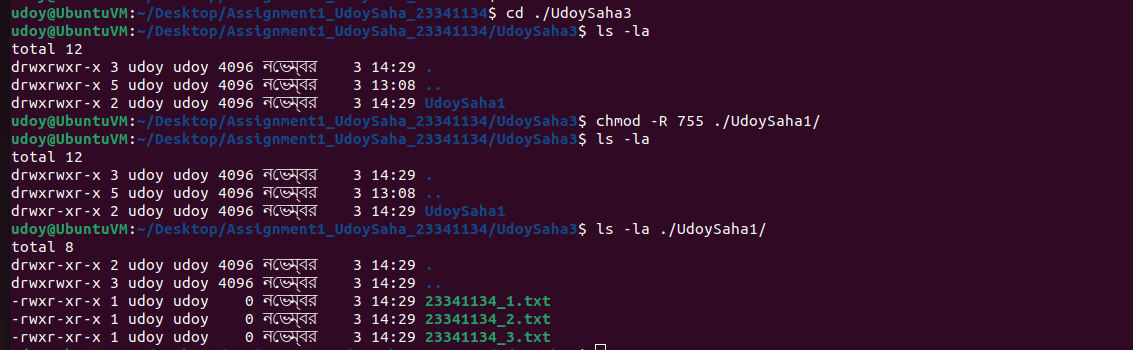 udoy@UbuntuVM:~/Desktop/Assignment1_UdoySaha_23341134$ cd ./UdoySaha3
udoy@UbuntuVM:~/Desktop/Assignment1_UdoySaha_23341134/UdoySaha3$ ls -la
total 12
drwxrwxr-x 3 udoy udoy 4096 নভেম্বর 3 14:29 .
drwxrwxr-x 5 udoy udoy 4096 নভেম্বর 3 13:08 ..
drwxrwxr-x 2 udoy udoy 4096 নভেম্বর 3 14:29 UdoySaha1
udoy@UbuntuVM:~/Desktop/Assignment1_UdoySaha_23341134/UdoySaha3$ chmod -R 755 ./UdoySaha1/
udoy@UbuntuVM:~/Desktop/Assignment1_UdoySaha_23341134/UdoySaha3$ ls -la
total 12
drwxrwxr-x 3 udoy udoy 4096 নভেম্বর 3 14:29 .
drwxrwxr-x 5 udoy udoy 4096 নভেম্বর 3 13:08 ..
drwxr-xr-x 2 udoy udoy 4096 নভেম্বর 3 14:29 UdoySaha1
udoy@UbuntuVM:~/Desktop/Assignment1_UdoySaha_23341134/UdoySaha3$ ls -la ./UdoySaha1/
total 8
drwxr-xr-x 2 udoy udoy 4096 নভেম্বর 3 14:29 .
drwxrwxr-x 3 udoy udoy 4096 নভেম্বর 3 14:29 ..
-rwxr-xr-x 1 udoy udoy 0 নভেম্বর 3 14:29 23341134_1.txt
-rwxr-xr-x 1 udoy udoy 0 নভেম্বর 3 14:29 23341134_2.txt
-rwxr-xr-x 1 udoy udoy 0 নভেম্বর 3 14:29 23341134_3.txt